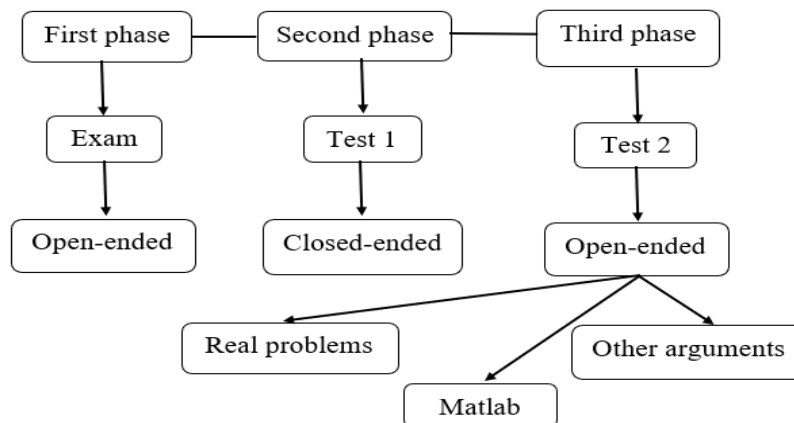 First phase
Second phase
Third phase
Exam
Test 1
Test 2
Open-ended
Closed-ended
Open-ended
Real problems
Other arguments
Matlab